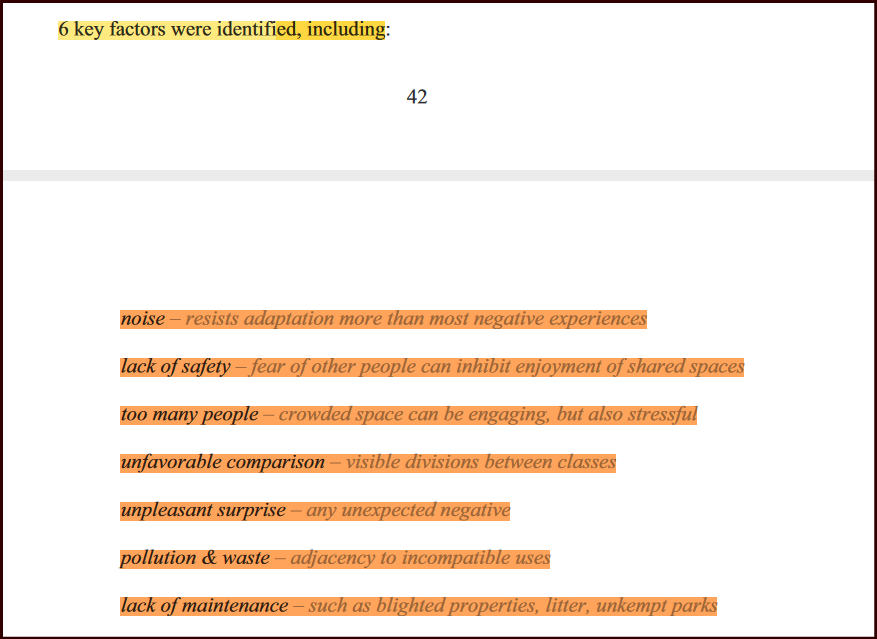 6 key factors were identified, including:
42
noise – resists adaptation more than most negative experiences
lack of safety – fear of other people can inhibit enjoyment of shared spaces
too many people – crowded space can be engaging, but also stressful
unfavorable comparison – visible divisions between classes
unpleasant surprise – any unexpected negative
pollution & waste – adjacency to incompatible uses
lack of maintenance – such as blighted properties, litter, unkempt parks